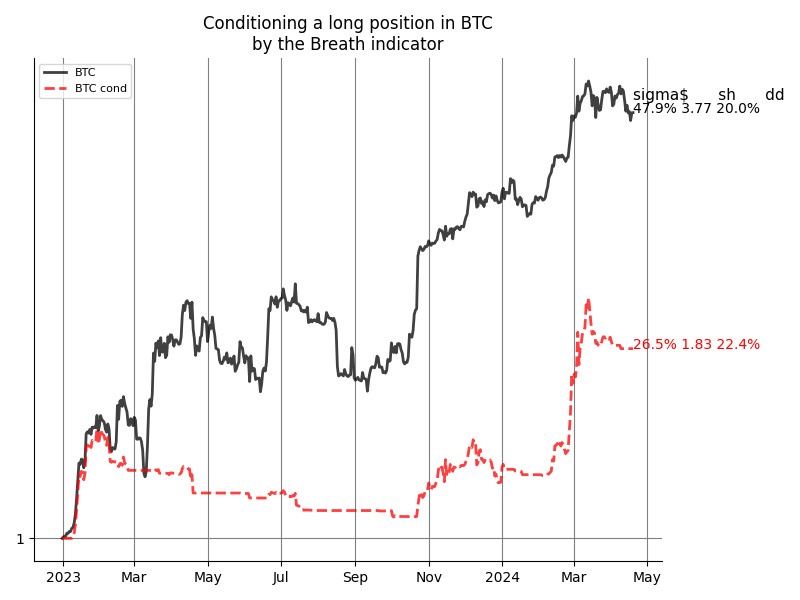 Conditioning a long position in BTC
by the Breath indicator
BTC
BTC cond
sigma$ sh dd
47.9% 3.77 20.0%
26.5% 1.83 22.4%
1
2023 Mar May Jul Sep Nov 2024 Mar May